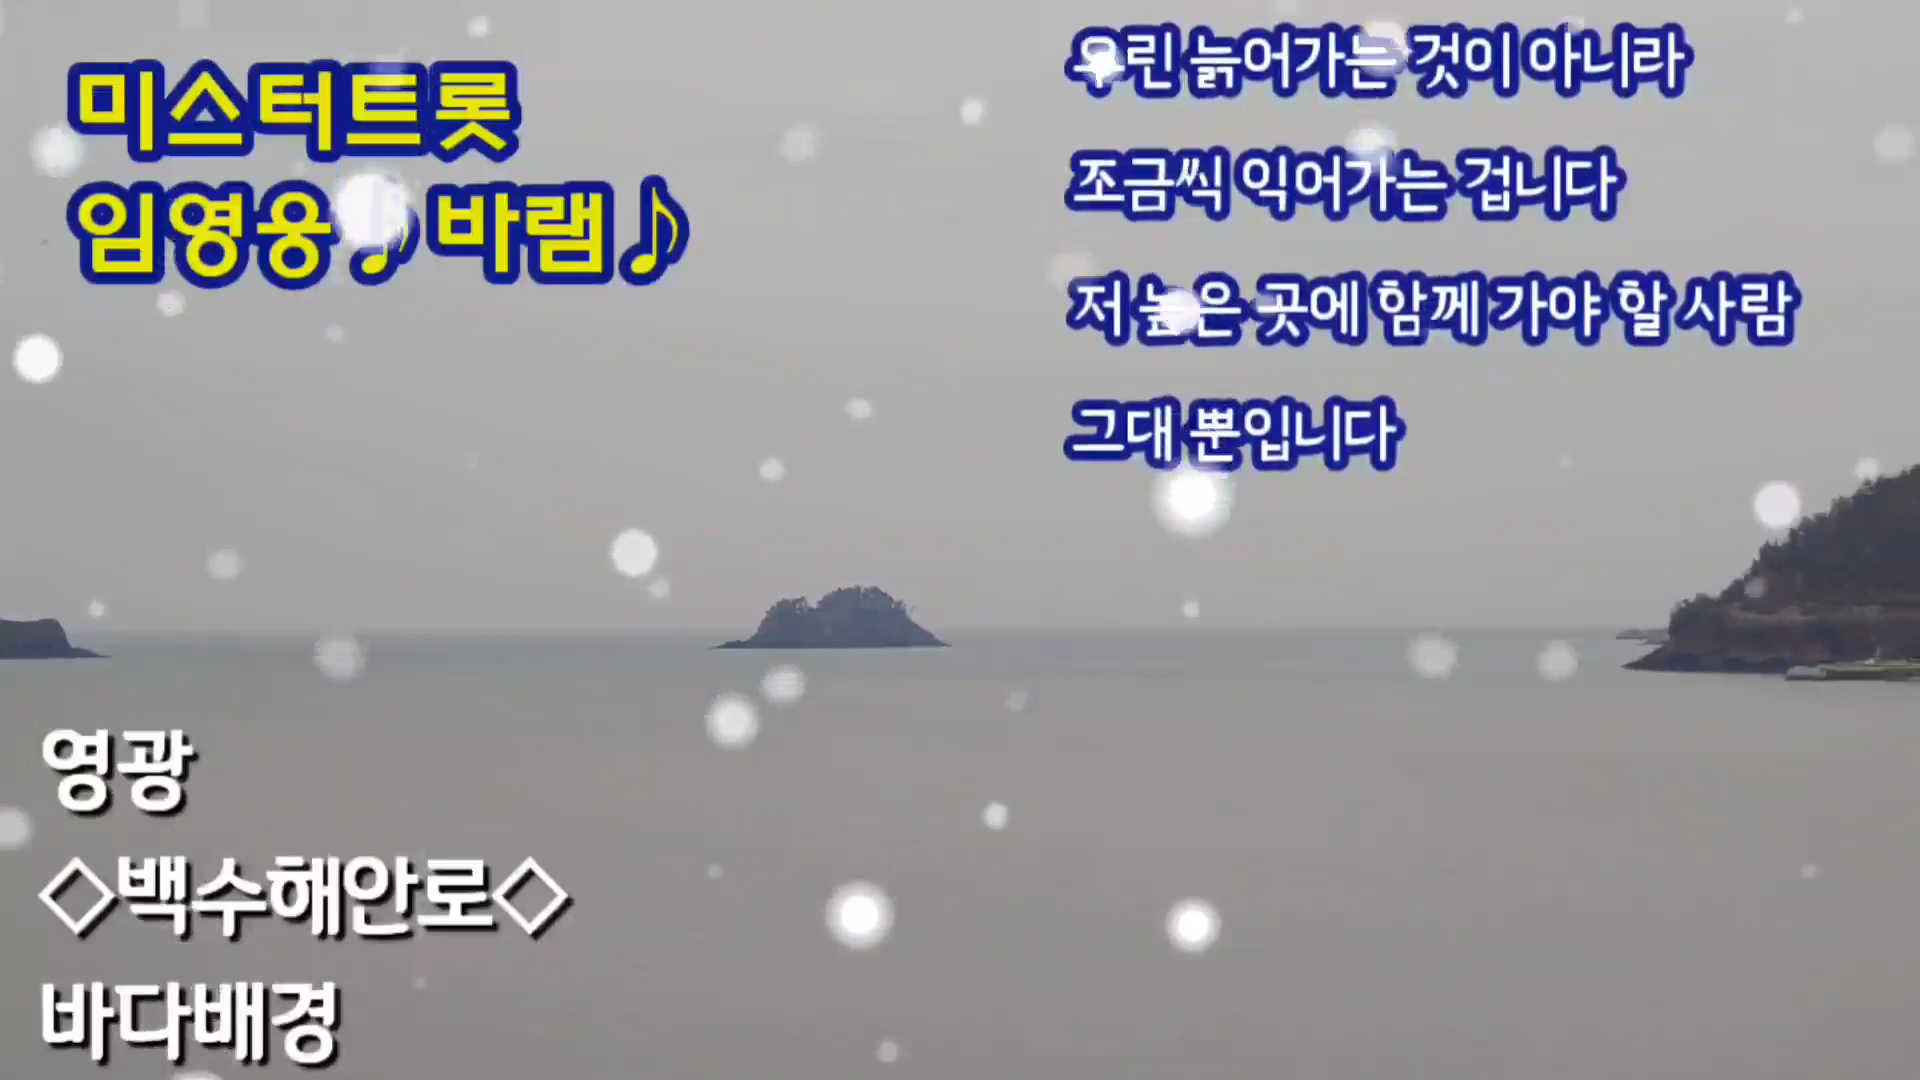 미스터트롯
임영웅♪바램♪
우린 늙어가는 것이 아니라
조금씩 익어가는 겁니다
저 높은 곳에 함께 가야 할 사람
그대 뿐입니다
영광
◇백수해안로◇
바다배경